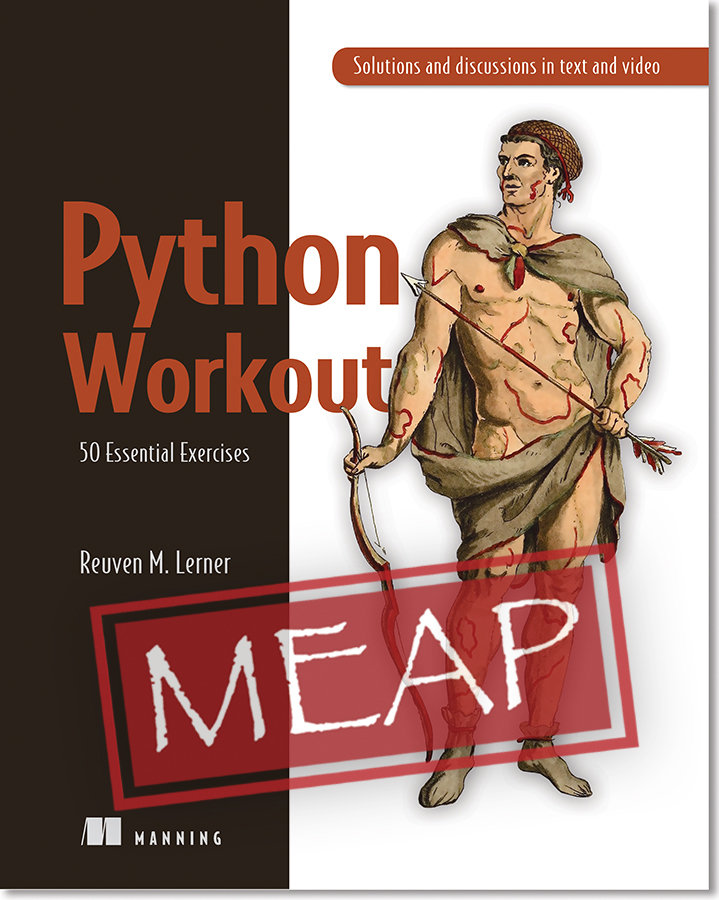 Solutions and discussions in text and video
Python
Workout
50 Essential Exercises
Reuven M. Lerner
MEAP
MANNING